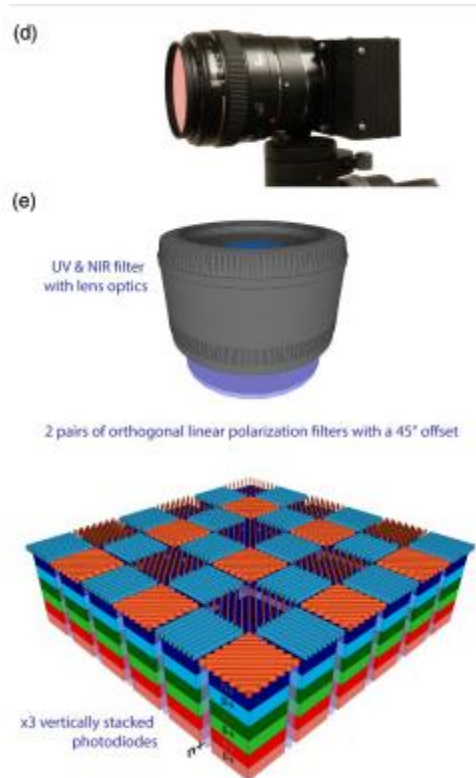 (d)
(e)
UV & NIR filter
with lens optics
2 pairs of orthogonal linear polarization filters with a 45° offset
x3 vertically stacked
photodiodes